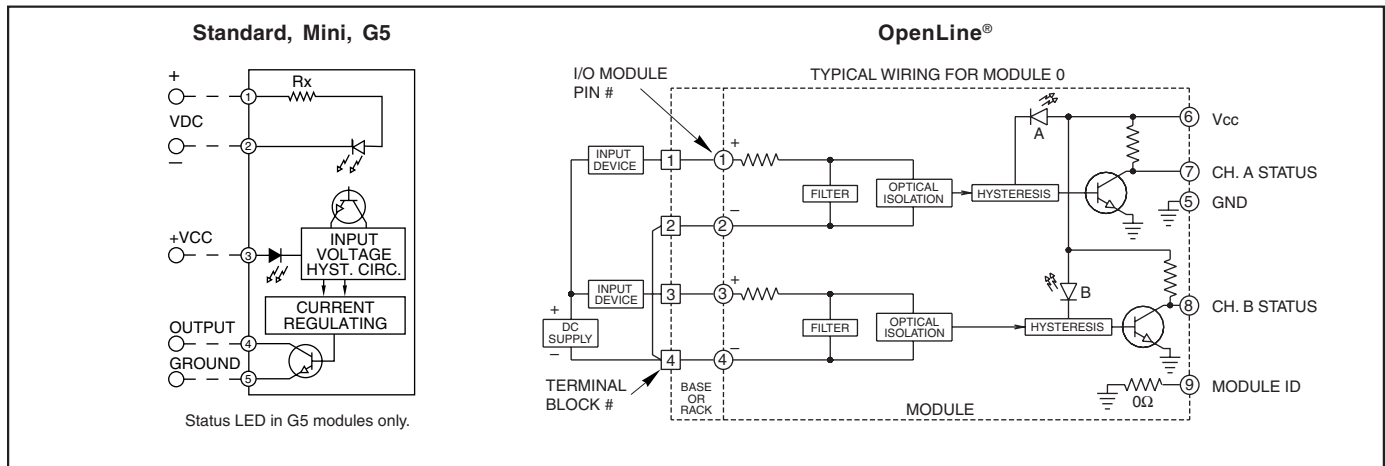 Standard, Mini, G5
+
Rx
1
VDC
2
–
+VCC
3
INPUT
VOLTAGE
HYST. CIRC.
CURRENT
REGULATING
OUTPUT
4
GROUND
5
Status LED in G5 modules only.
OpenLine®
I/O MODULE
PIN #
TYPICAL WIRING FOR MODULE 0
A
6 Vcc
INPUT
DEVICE
1
1
+
FILTER
OPTICAL
ISOLATION
HYSTERESIS
7 CH. A STATUS
5 GND
2
2
–
INPUT
DEVICE
3
3
+
B
8 CH. B STATUS
+
DC
SUPPLY
–
FILTER
OPTICAL
ISOLATION
HYSTERESIS
4
4
–
TERMINAL
BLOCK #
BASE
OR
RACK
MODULE
0Ω
9 MODULE ID